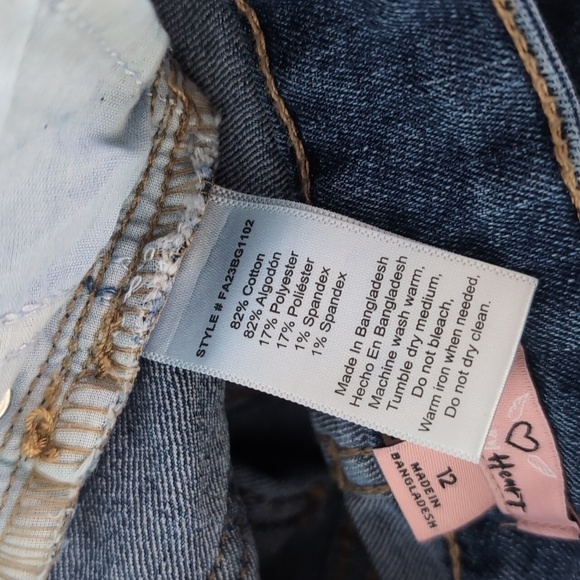 STYLE # FA23BG1102
82% Cotton
82% Algodón
17% Polyester
17% Poliéster
1% Spandex
1% Spandex
Made In Bangladesh
Hecho En Bangladesh
Machine wash warm.
Tumble dry medium,
Do not bleach,
Warm iron when needed.
Do not dry clean.
12
MADE IN
BANGLADESH
Heart